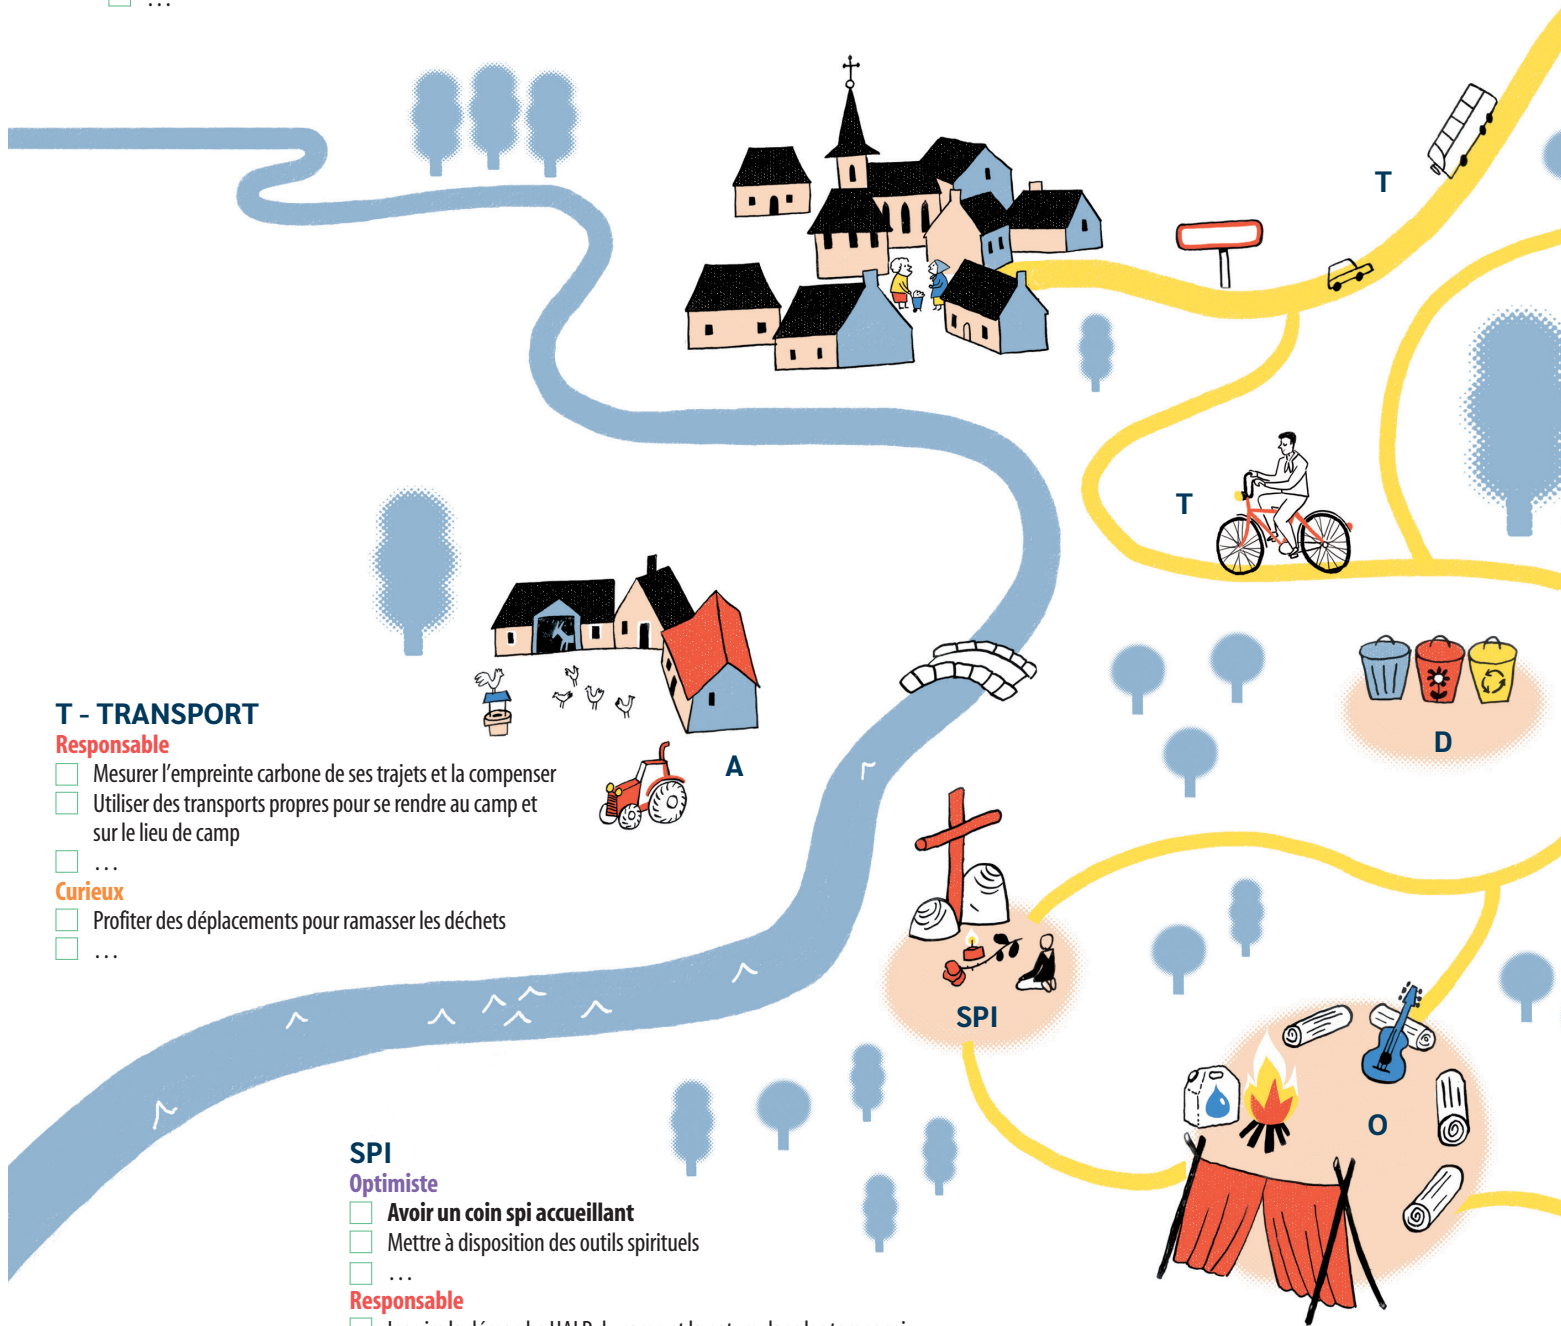 …
T
T
D
A
T - TRANSPORT
Responsable
Mesurer l’empreinte carbone de ses trajets et la compenser
Utiliser des transports propres pour se rendre au camp et
sur le lieu de camp
…
Curieux
Profiter des déplacements pour ramasser les déchets
…
SPI
O
SPI
Optimiste
Avoir un coin spi accueillant
Mettre à disposition des outils spirituels
…
Responsable